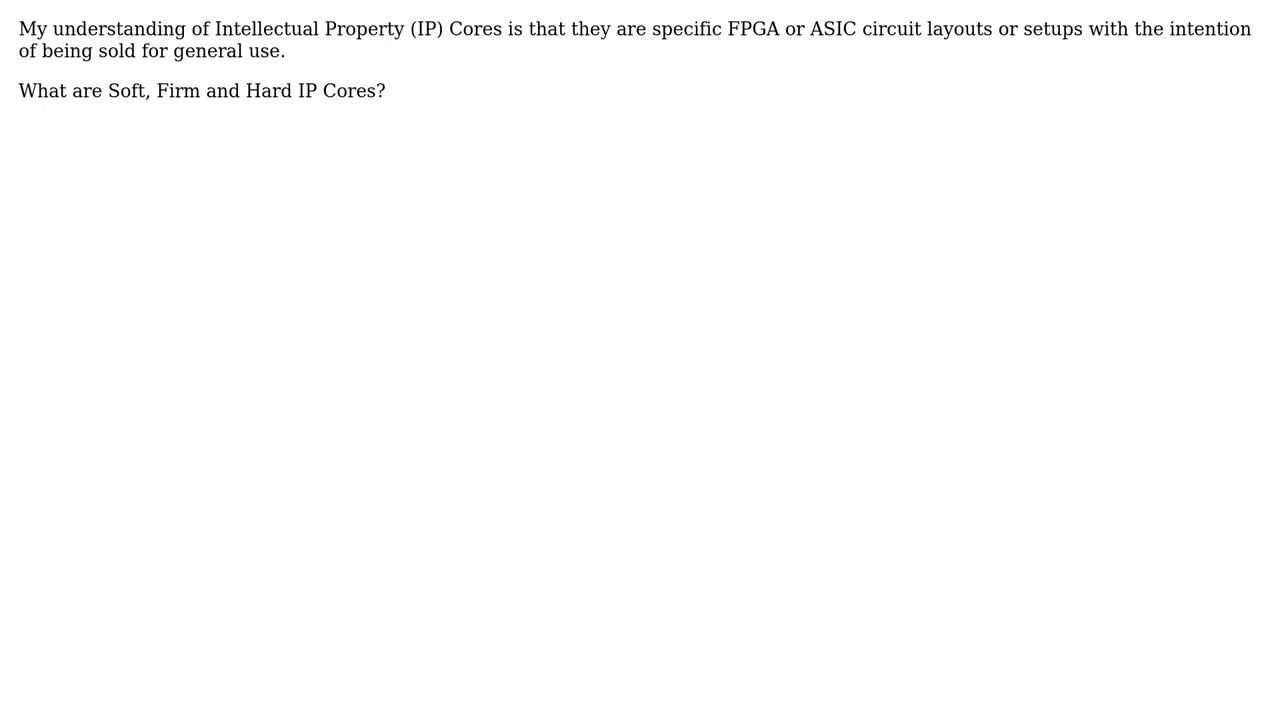 My understanding of Intellectual Property (IP) Cores is that they are specific FPGA or ASIC circuit layouts or setups with the intention
of being sold for general use.
What are Soft, Firm and Hard IP Cores?